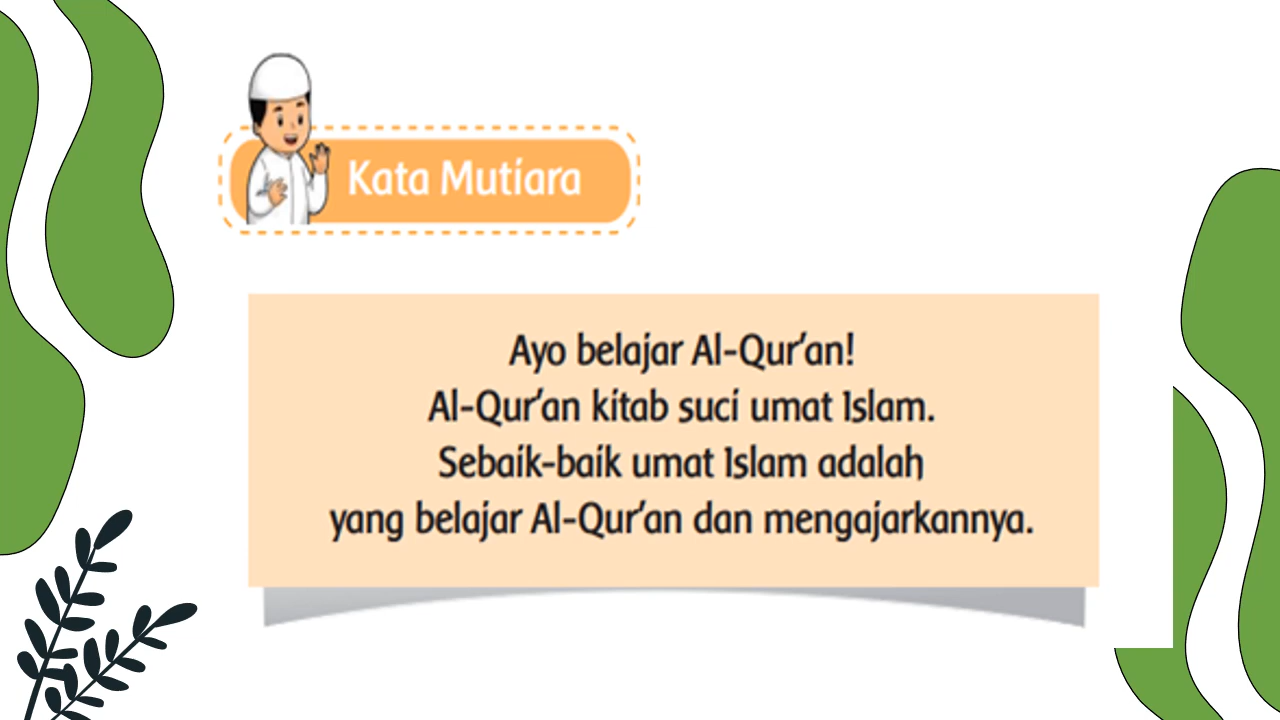 Kata Mutiara
Ayo belajar Al-Qur’an!
Al-Qur’an kitab suci umat Islam.
Sebaik-baik umat Islam adalah
yang belajar Al-Qur’an dan mengajarkannya.